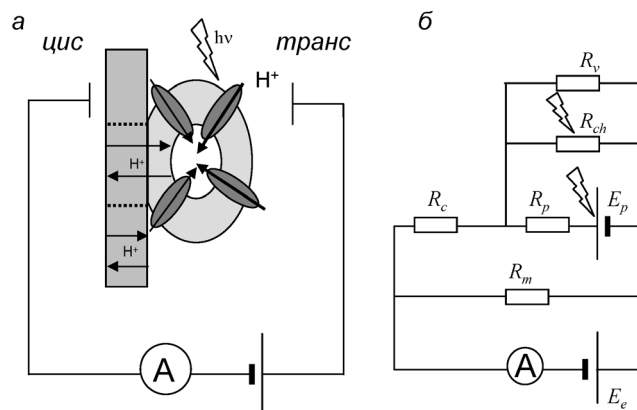 а
цис
hν
транс
H⁺
H⁺
H⁺
H⁺
A
б
R_v
R_ch
R_c
R_p
E_p
R_m
A
E_e